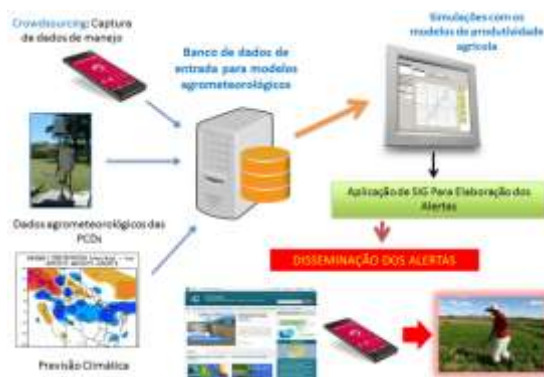 Crowdsourcing: Captura
de dados de manejo
Banco de dados de
entrada para modelos
agrometeorológicos
Simulações com os
modelos de produtividade
agrícola
Dados agrometeorológicos das
PCDs
Previsão Climática
Aplicação de SIG Para Elaboração dos
Alertas
DISSEMINAÇÃO DOS ALERTAS